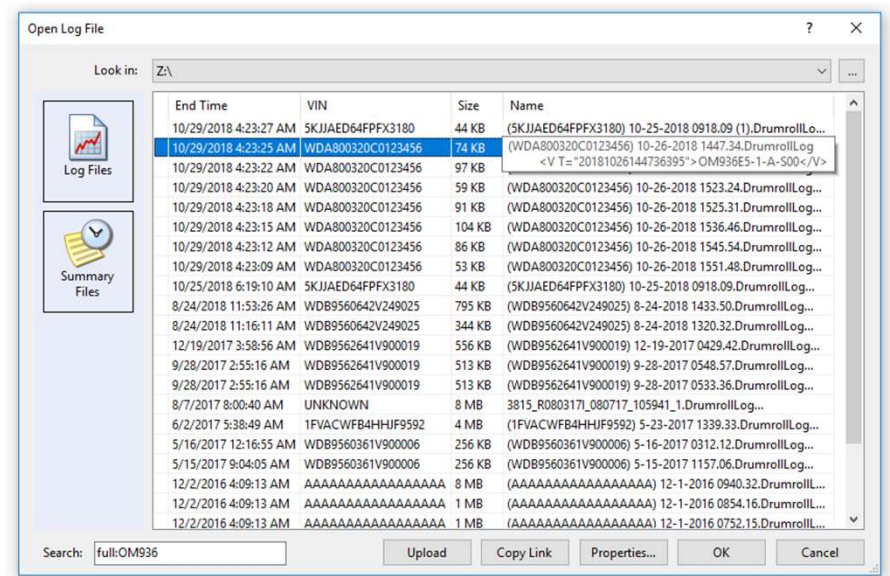 Open Log File ? ×
Look in: Z:\ ...
Log Files
Summary Files
End Time VIN Size Name
10/29/2018 4:23:27 AM 5KJJAED64FPFX3180 44 KB (5KJJAED64FPFX3180) 10-25-2018 0918.09 (1).DrumrollLo...
10/29/2018 4:23:25 AM WDA800320C0123456 74 KB (WDA800320C0123456) 10-26-2018 1447.34.DrumrollLog
<V T="20181026144736395">OM936E5-1-A-S00</V>
10/29/2018 4:23:22 AM WDA800320C0123456 97 KB
10/29/2018 4:23:20 AM WDA800320C0123456 59 KB (WDA800320C0123456) 10-26-2018 1523.24.DrumrollLog...
10/29/2018 4:23:18 AM WDA800320C0123456 91 KB (WDA800320C0123456) 10-26-2018 1525.31.DrumrollLog...
10/29/2018 4:23:15 AM WDA800320C0123456 104 KB (WDA800320C0123456) 10-26-2018 1536.46.DrumrollLog...
10/29/2018 4:23:12 AM WDA800320C0123456 86 KB (WDA800320C0123456) 10-26-2018 1545.54.DrumrollLog...
10/29/2018 4:23:09 AM WDA800320C0123456 53 KB (WDA800320C0123456) 10-26-2018 1551.48.DrumrollLog...
10/25/2018 6:19:10 AM 5KJJAED64FPFX3180 44 KB (5KJJAED64FPFX3180) 10-25-2018 0918.09.DrumrollLog...
8/24/2018 11:53:26 AM WDB9560642V249025 795 KB (WDB9560642V249025) 8-24-2018 1433.50.DrumrollLog...
8/24/2018 11:16:11 AM WDB9560642V249025 344 KB (WDB9560642V249025) 8-24-2018 1320.32.DrumrollLog...
12/19/2017 3:58:56 AM WDB9562641V900019 556 KB (WDB9562641V900019) 12-19-2017 0429.42.DrumrollLog...
9/28/2017 2:55:16 AM WDB9562641V900019 513 KB (WDB9562641V900019) 9-28-2017 0548.57.DrumrollLog...
9/28/2017 2:55:16 AM WDB9562641V900019 513 KB (WDB9562641V900019) 9-28-2017 0533.36.DrumrollLog...
8/7/2017 8:00:40 AM UNKNOWN 8 MB 3815_R080317I_080717_105941_1.DrumrollLog...
6/2/2017 5:38:49 AM 1FVACWFB4HHJF9592 4 MB (1FVACWFB4HHJF9592) 5-23-2017 1339.33.DrumrollLog...
5/16/2017 12:16:55 AM WDB9560361V900006 256 KB (WDB9560361V900006) 5-16-2017 0312.12.DrumrollLog...
5/15/2017 9:04:05 AM WDB9560361V900006 256 KB (WDB9560361V900006) 5-15-2017 1157.06.DrumrollLog...
12/2/2016 4:09:13 AM AAAAAAAAAAAAAAAAA 8 MB (AAAAAAAAAAAAAAAAA) 12-1-2016 0940.32.DrumrollL...
12/2/2016 4:09:13 AM AAAAAAAAAAAAAAAAA 1 MB (AAAAAAAAAAAAAAAAA) 12-1-2016 0854.16.DrumrollL...
12/2/2016 4:09:13 AM AAAAAAAAAAAAAAAAA 1 MB (AAAAAAAAAAAAAAAAA) 12-1-2016 0752.15.DrumrollL...
Search: full:OM936 Upload Copy Link Properties... OK Cancel